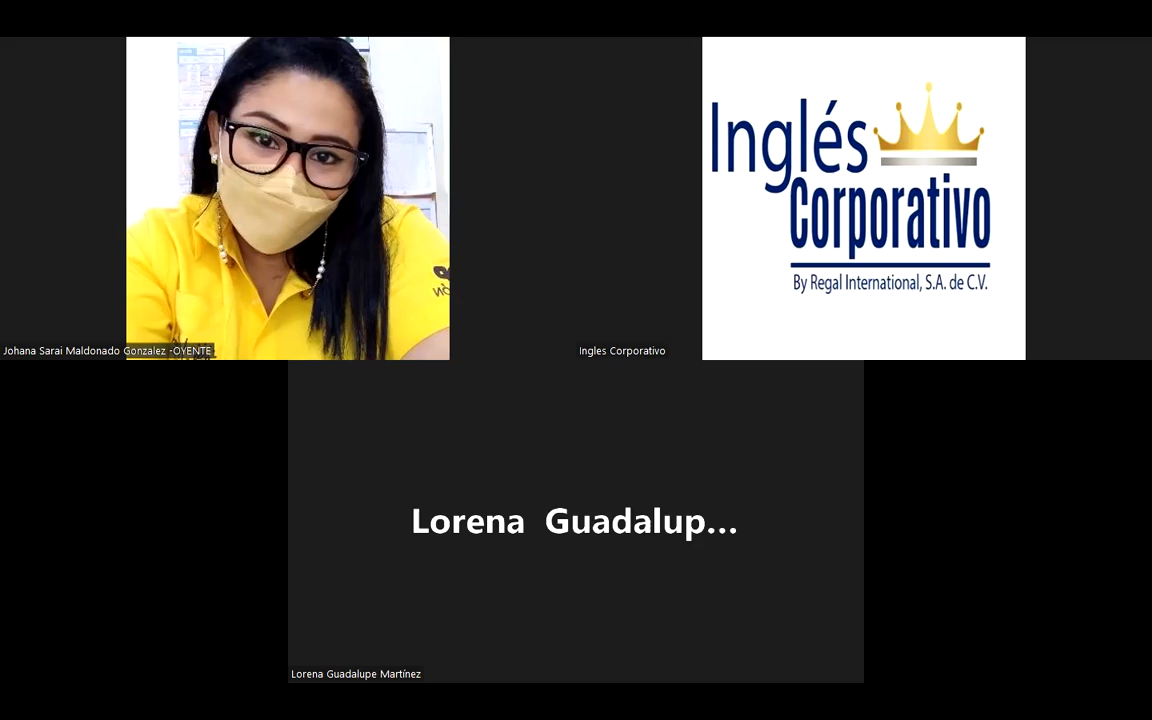 Inglés
Corporativo
By Regal International, S.A. de C.V.
Johana Sarai Maldonado Gonzalez -OYENTE
Ingles Corporativo
Lorena Guadalup...
Lorena Guadalupe Martínez